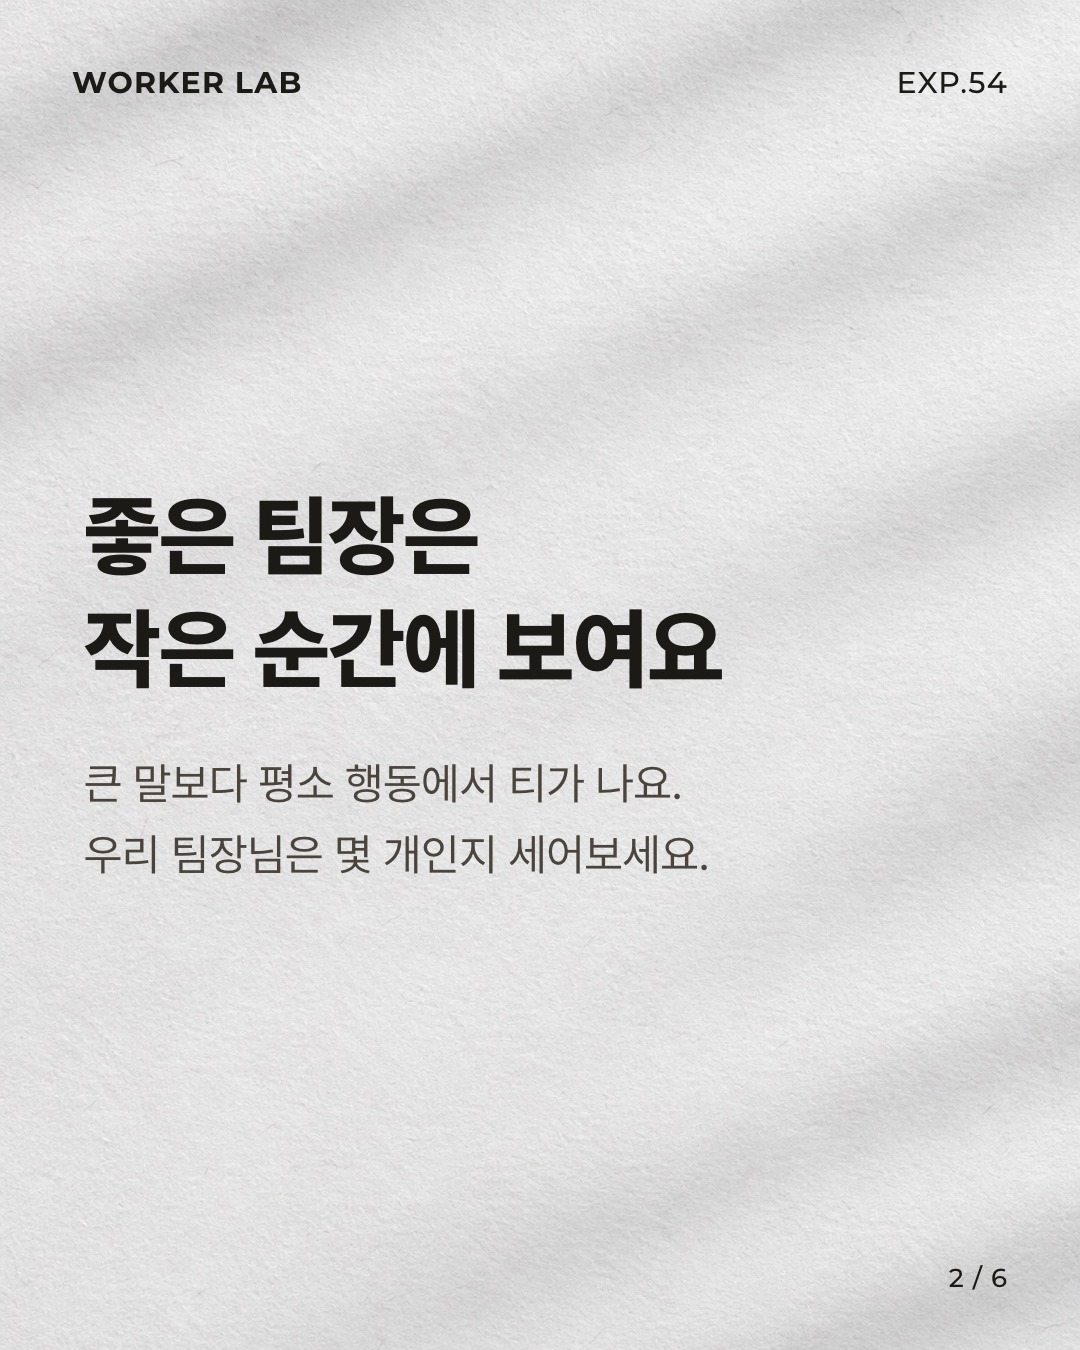 WORKER LAB
EXP.54
좋은 팀장은
작은 순간에 보여요
큰 말보다 평소 행동에서 티가 나요.
우리 팀장님은 몇 개인지 세어보세요.
2 / 6